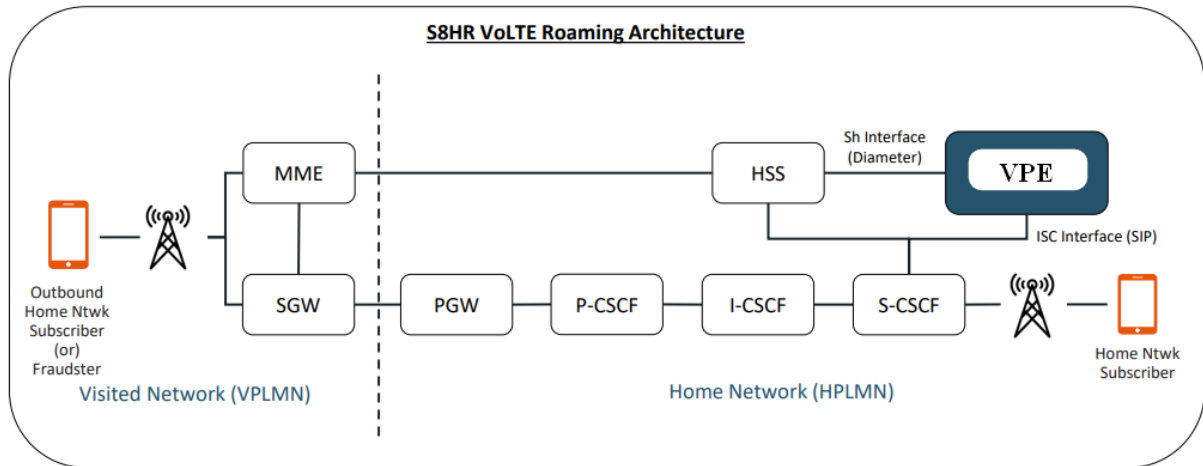 S8HR VoLTE Roaming Architecture
Sh Interface
(Diameter)
MME
HSS
VPE
ISC Interface (SIP)
SGW
PGW
P-CSCF
I-CSCF
S-CSCF
Outbound
Home Ntwk
Subscriber
(or)
Fraudster
Home Ntwk
Subscriber
Visited Network (VPLMN)
Home Network (HPLMN)